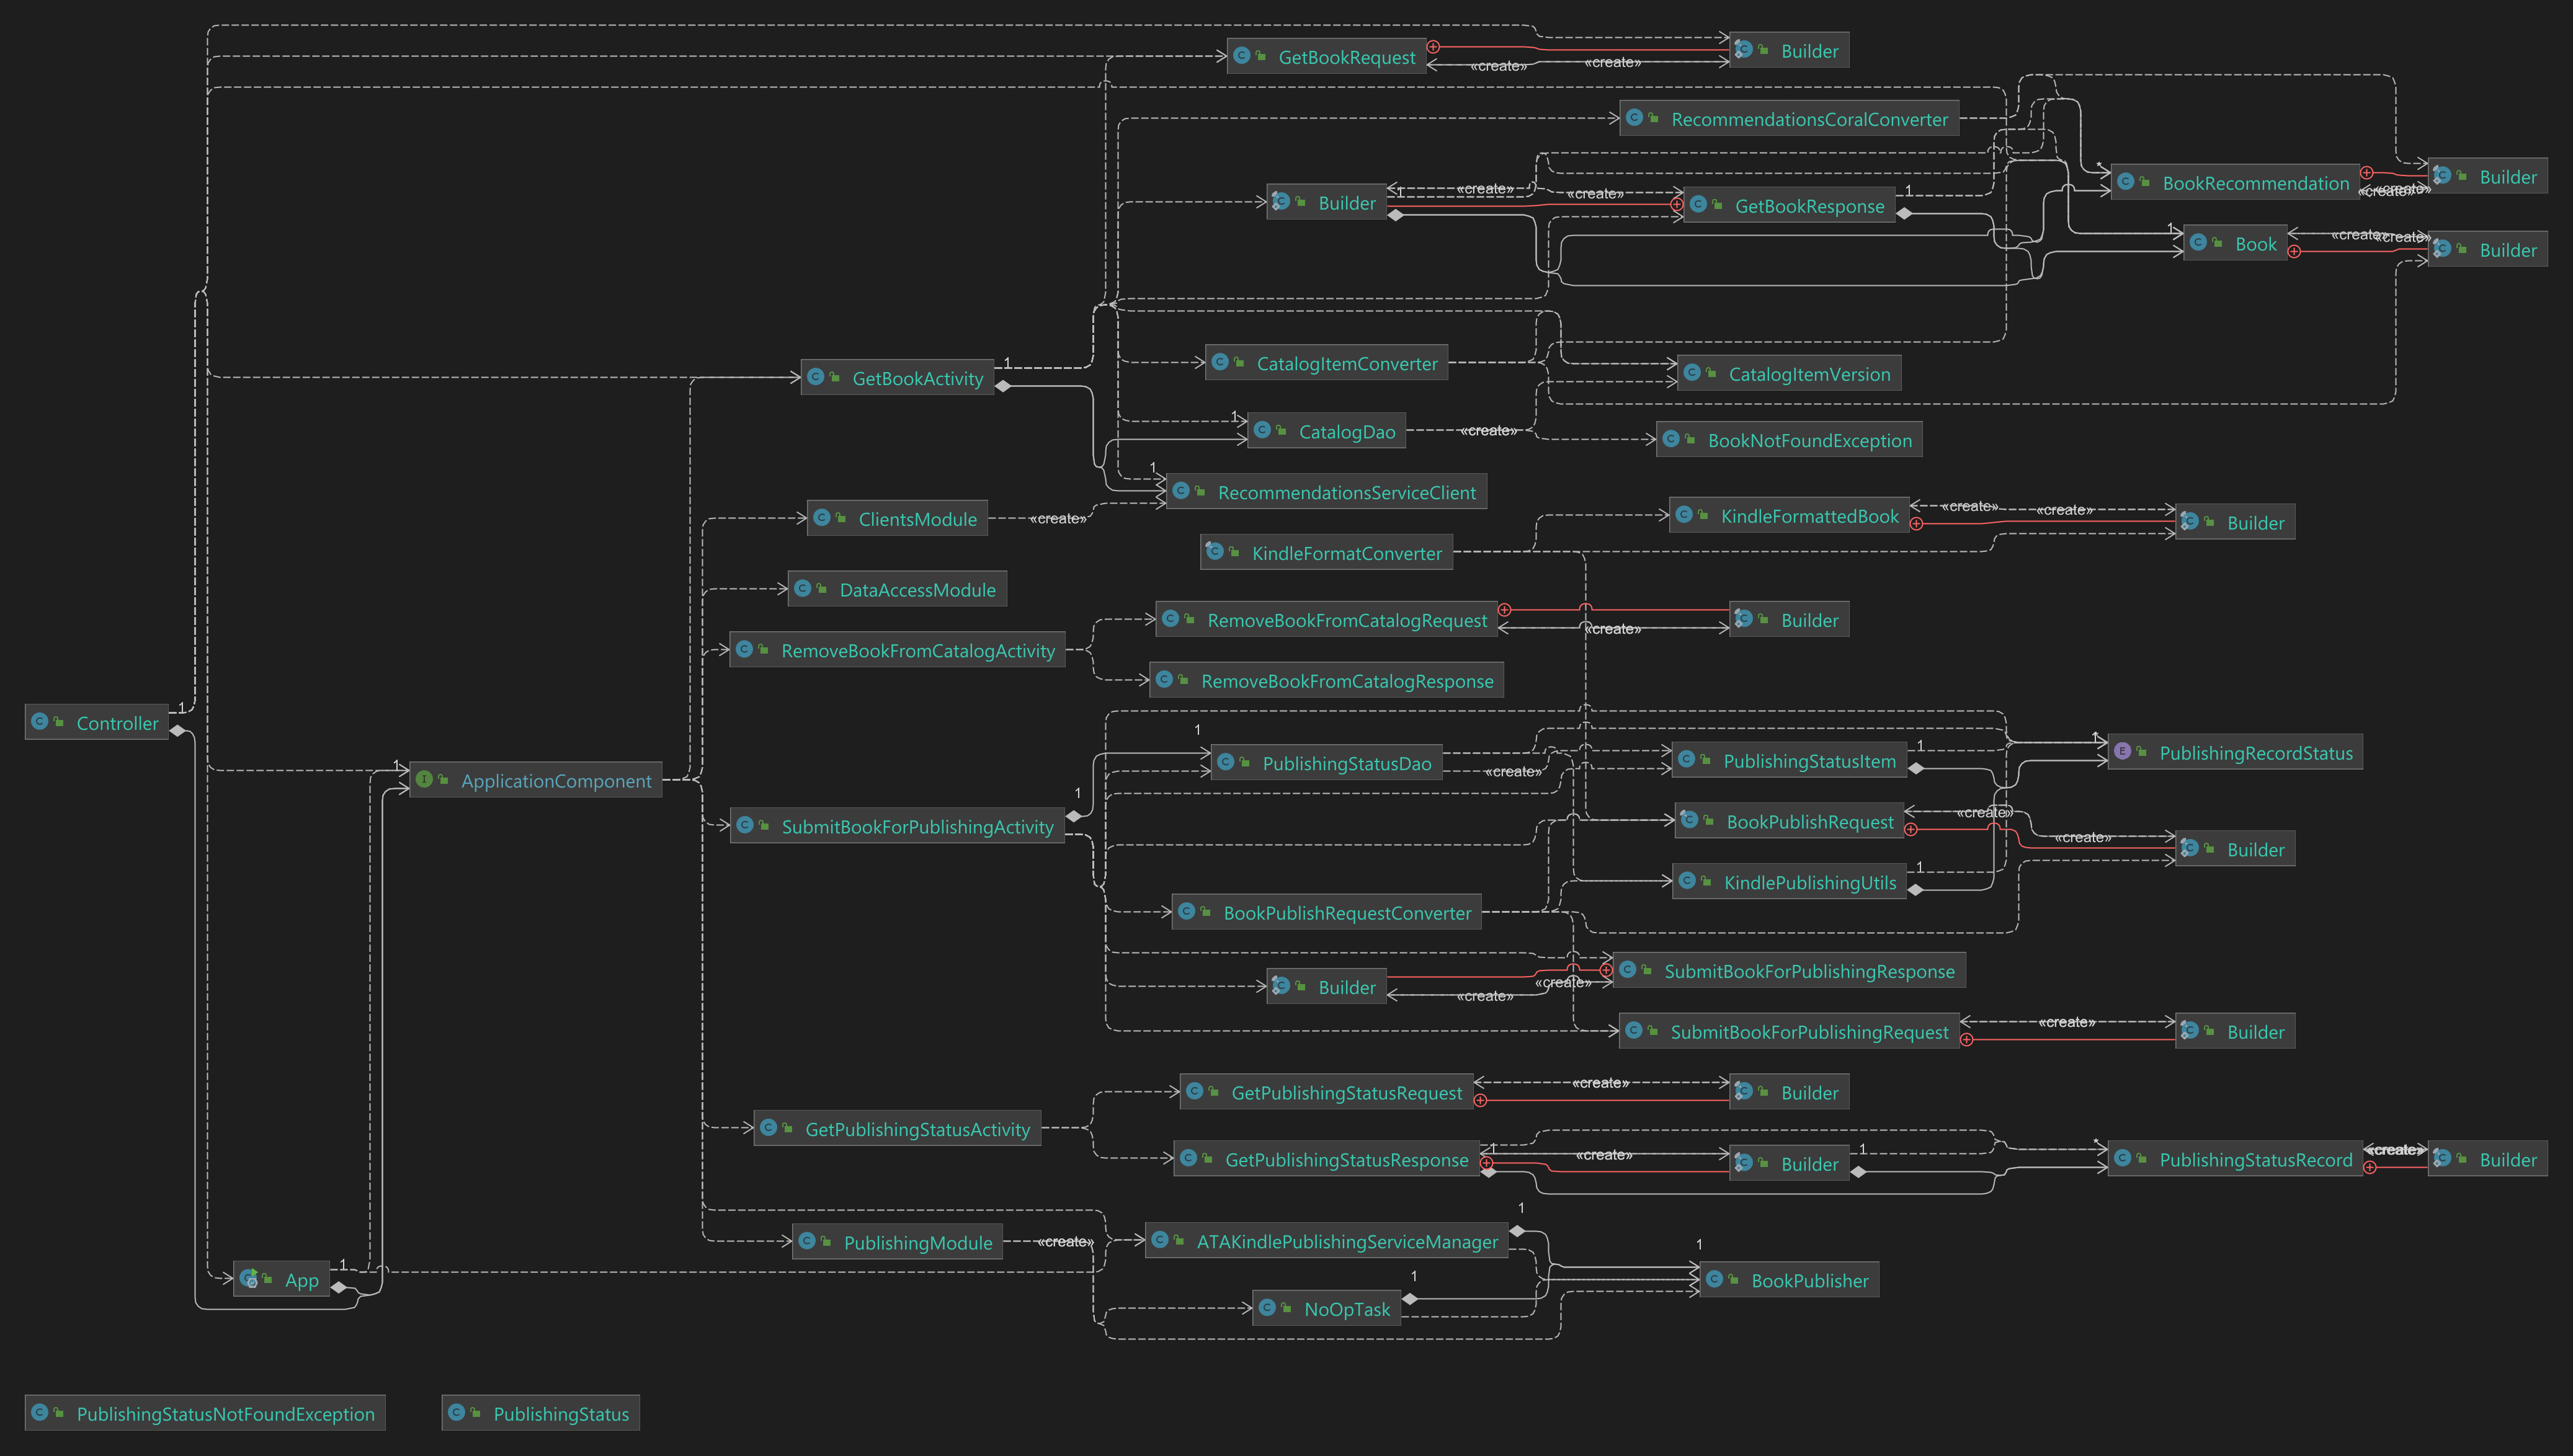 GetBookRequest
«create»
«create»
Builder
RecommendationsCoralConverter
Builder
1
«create»
«create»
GetBookResponse
1
*
BookRecommendation
«create»
«create»
Builder
1
Book
«create»
«create»
Builder
GetBookActivity
1
CatalogItemConverter
CatalogItemVersion
1
CatalogDao
«create»
BookNotFoundException
1
RecommendationsServiceClient
ClientsModule
«create»
KindleFormattedBook
«create»
«create»
Builder
KindleFormatConverter
DataAccessModule
RemoveBookFromCatalogRequest
«create»
Builder
RemoveBookFromCatalogActivity
RemoveBookFromCatalogResponse
Controller
1
1
ApplicationComponent
1
PublishingStatusDao
«create»
PublishingStatusItem
1
1
PublishingRecordStatus
1
SubmitBookForPublishingActivity
BookPublishRequest
«create»
«create»
Builder
KindlePublishingUtils
1
BookPublishRequestConverter
Builder
«create»
«create»
SubmitBookForPublishingResponse
SubmitBookForPublishingRequest
«create»
Builder
GetPublishingStatusRequest
«create»
Builder
GetPublishingStatusActivity
GetPublishingStatusResponse
1
«create»
Builder
1
*
PublishingStatusRecord
«create»
«create»
Builder
PublishingModule
«create»
ATAKindlePublishingServiceManager
1
1
BookPublisher
App
1
NoOpTask
1
PublishingStatusNotFoundException
PublishingStatus